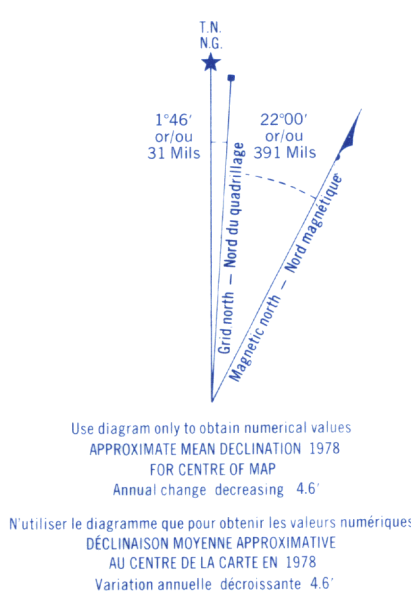 T.N.
N.G.
1°46′
or/ou
31 Mils
22°00′
or/ou
391 Mils
Grid north — Nord du quadrillage
Magnetic north — Nord magnétique
Use diagram only to obtain numerical values
APPROXIMATE MEAN DECLINATION 1978
FOR CENTRE OF MAP
Annual change decreasing 4.6′
N'utiliser le diagramme que pour obtenir les valeurs numériques
DÉCLINAISON MOYENNE APPROXIMATIVE
AU CENTRE DE LA CARTE EN 1978
Variation annuelle décroissante 4.6′